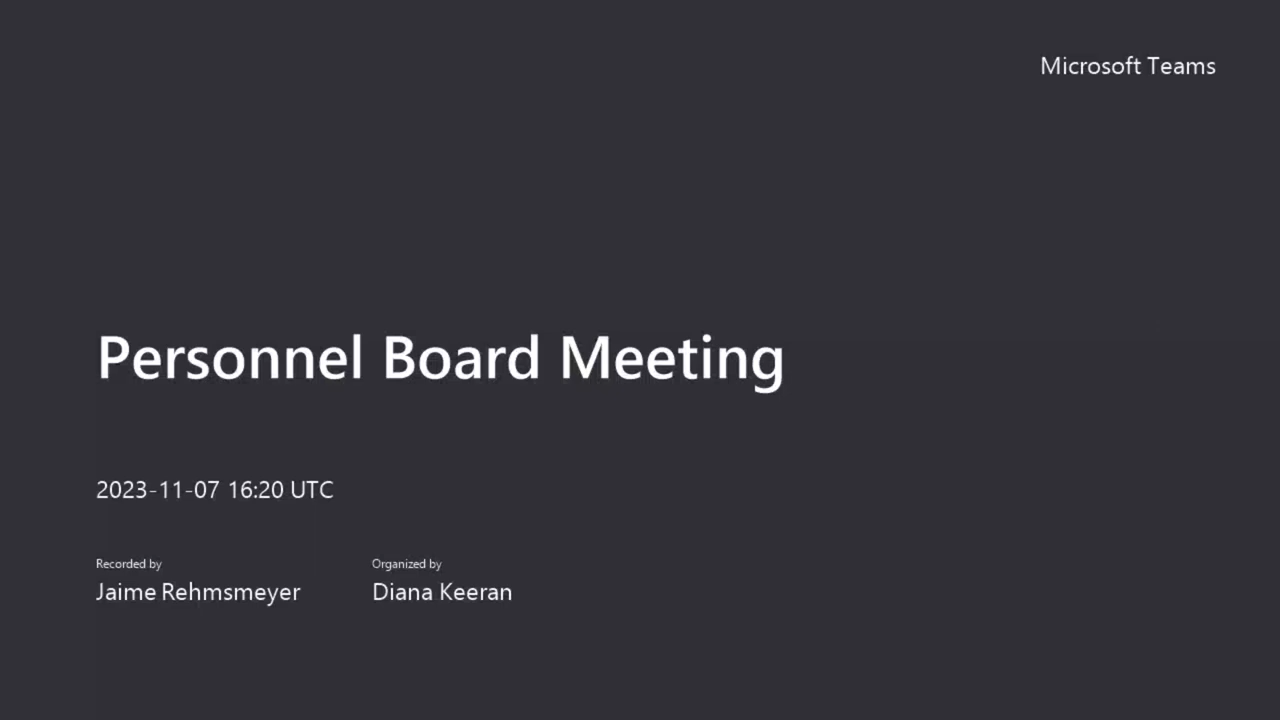 Microsoft Teams
Personnel Board Meeting
2023-11-07 16:20 UTC
Recorded by
Jaime Rehmsmeyer
Organized by
Diana Keeran